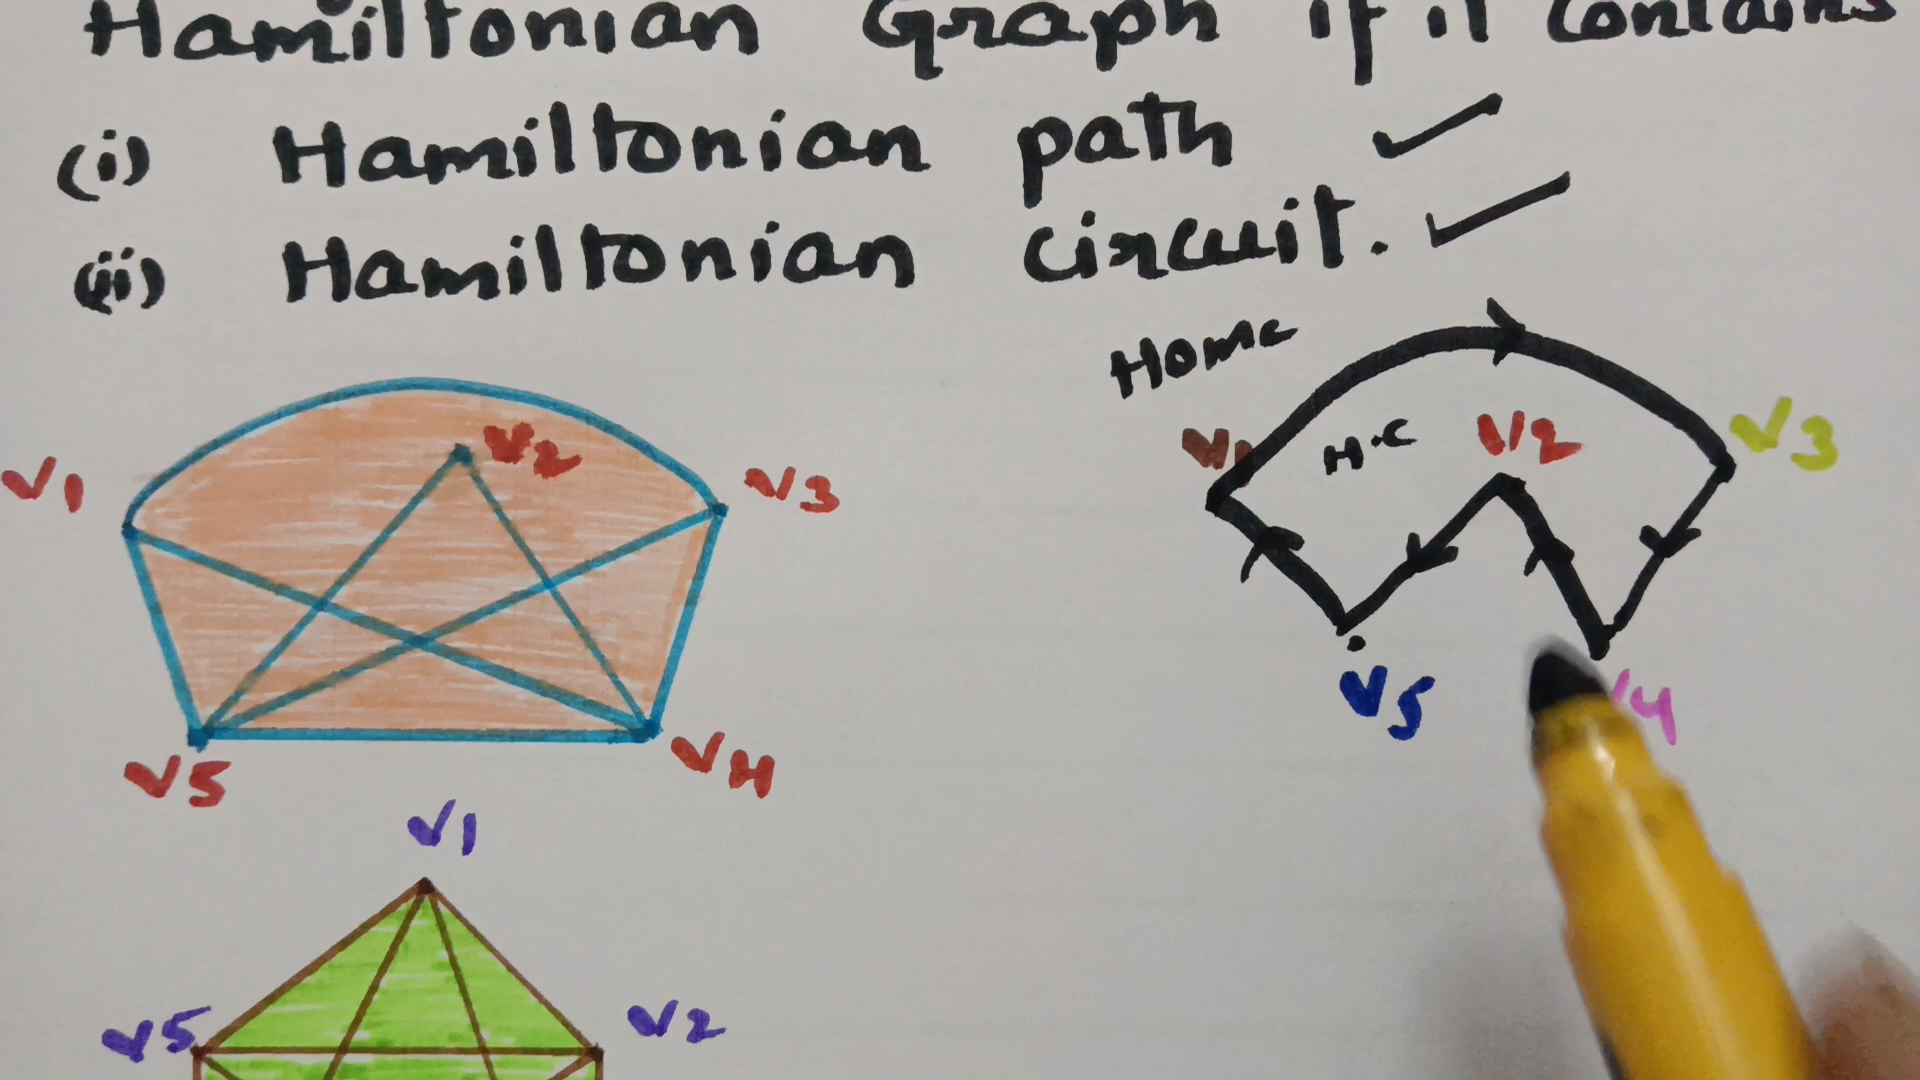 Hamiltonian Graph if it contains
(i) Hamiltonian path
(ii) Hamiltonian circuit.
Home
V1 H.C V2 V3
V5 V4
V1 V2 V3
V5 V4
V1
V5 V2